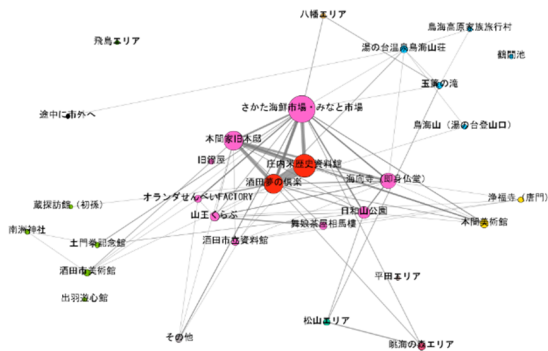 八幡エリア
鳥海高原家族旅行村
飛鳥エリア
湯の台温泉鳥海山荘
鶴間池
玉簾の滝
さかた海鮮市場・みなと市場
途中に市外へ
鳥海山（湯の台登山口）
本間家旧本邸
旧鐙屋
庄内米歴史資料館
酒田夢の倶楽
海向寺（即身仏堂）
オランダせんべいFACTORY
浄福寺（唐門）
蔵探訪館（初孫）
山王くらぶ
日和山公園
舞娘茶屋相馬樓
本間美術館
南洲神社
土門拳記念館
酒田市立資料館
酒田市美術館
平田エリア
出羽遊心館
松山エリア
その他
眺海の森エリア